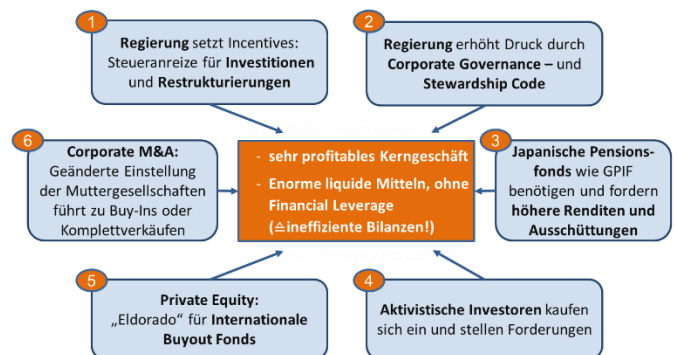 1
Regierung setzt Incentives:
Steueranreize für Investitionen
und Restrukturierungen
2
Regierung erhöht Druck durch
Corporate Governance – und
Stewardship Code
6
Corporate M&A:
Geänderte Einstellung
der Muttergesellschaften
führt zu Buy-Ins oder
Komplettverkäufen
- sehr profitables Kerngeschäft
- Enorme liquide Mitteln, ohne
Financial Leverage
(≙ineffiziente Bilanzen!)
3
Japanische Pensions-
fonds wie GPIF
benötigen und fordern
höhere Renditen und
Ausschüttungen
5
Private Equity:
„Eldorado“ für Internationale
Buyout Fonds
4
Aktivistische Investoren kaufen
sich ein und stellen Forderungen